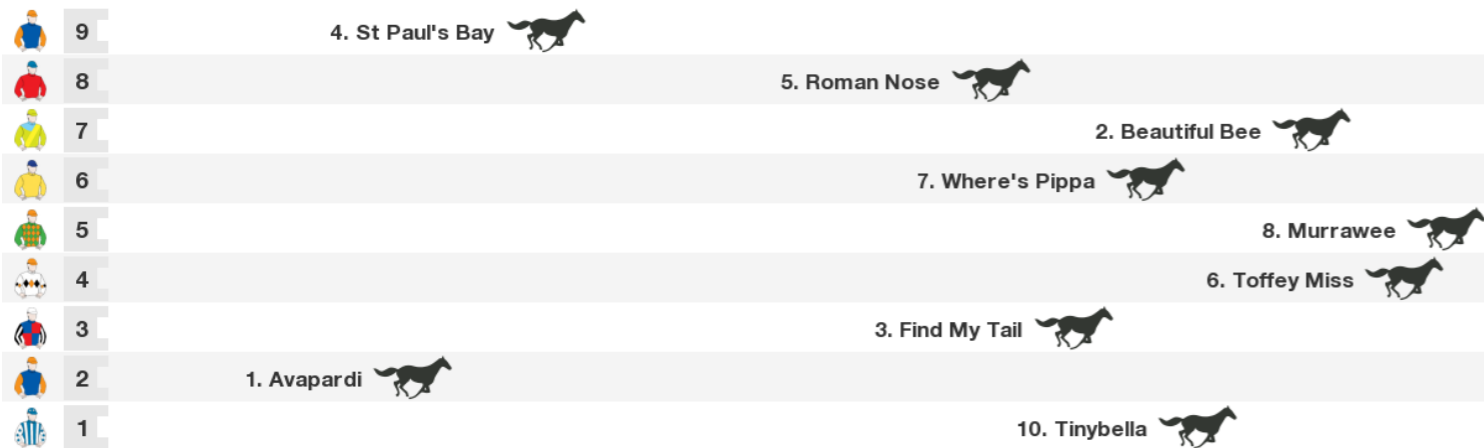 9 4. St Paul's Bay
8 5. Roman Nose
7 2. Beautiful Bee
6 7. Where's Pippa
5 8. Murrawee
4 6. Toffey Miss
3 3. Find My Tail
2 1. Avapardi
1 10. Tinybella